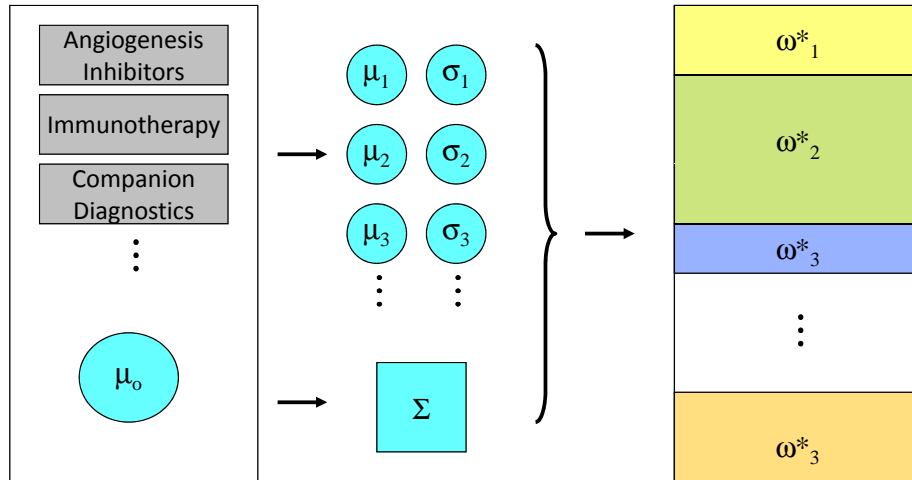 Angiogenesis
Inhibitors
Immunotherapy
Companion
Diagnostics
μₒ
μ₁ σ₁
μ₂ σ₂
μ₃ σ₃
Σ
ω*₁
ω*₂
ω*₃
ω*₃